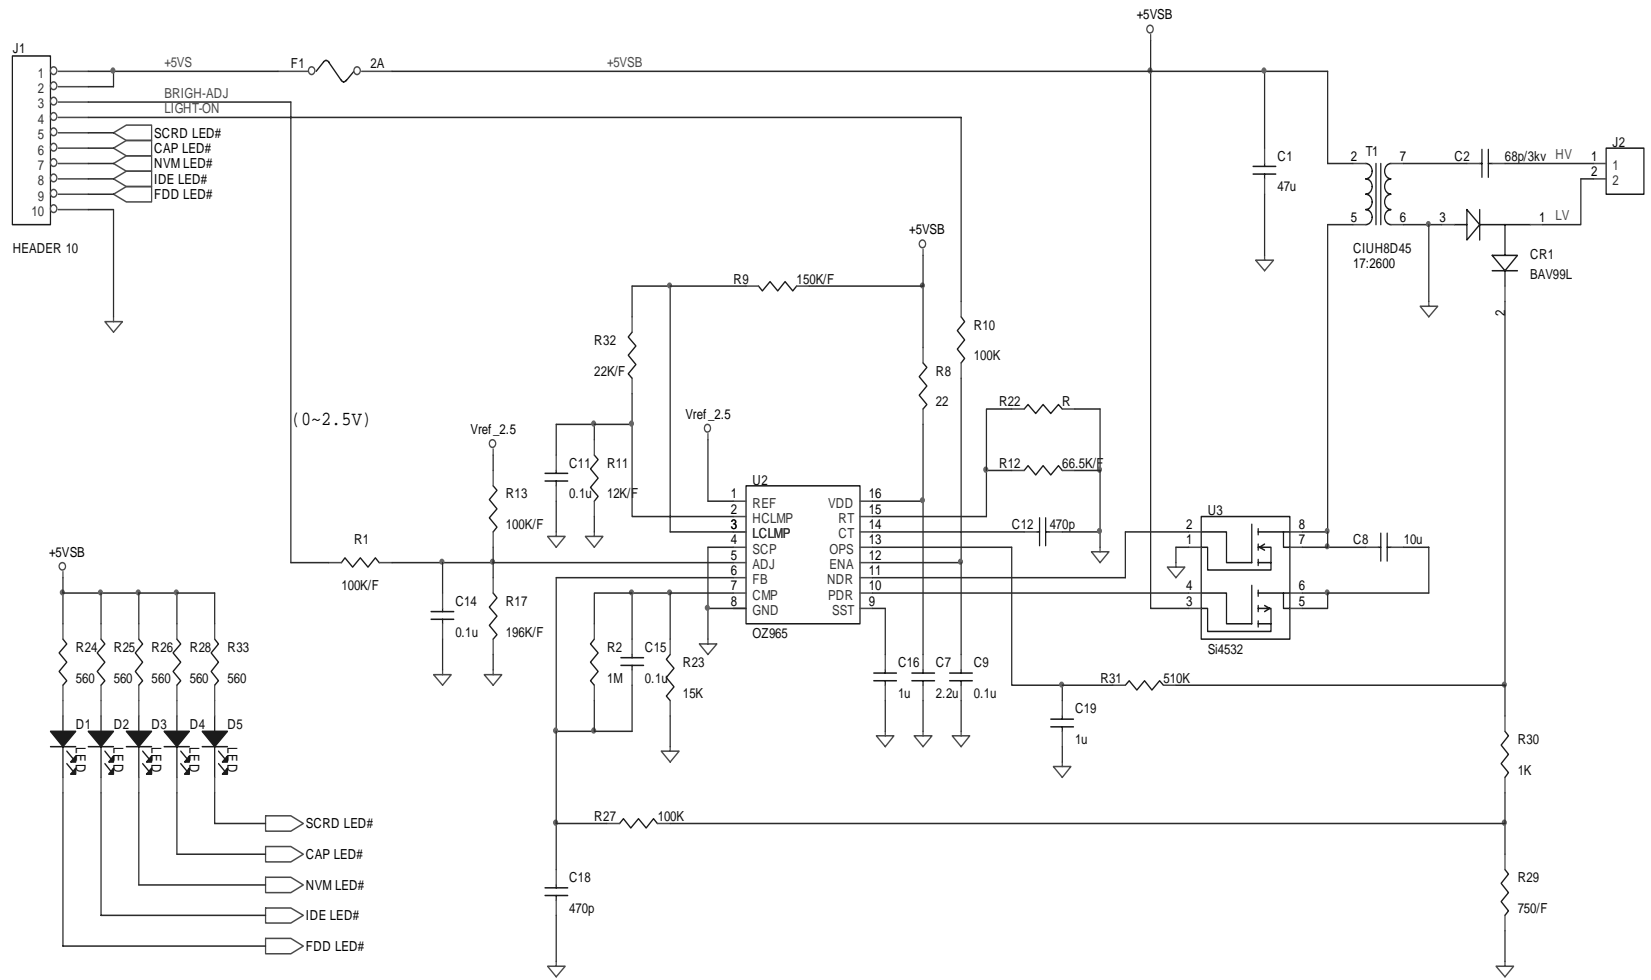 +5VSB
J1
+5VS
F1
2A
+5VSB
1
2
3
4
5
6
7
8
9
10
BRIGH-ADJ
LIGHT-ON
SCRD LED#
CAP LED#
NVM LED#
IDE LED#
FDD LED#
HEADER 10
C1
47u
T1
2
7
5
6
CIUH8D45
17:2600
C2
68p/3kv
HV
LV
J2
1
2
1
2
3
1
CR1
BAV99L
2
+5VSB
R9
150K/F
R32
22K/F
R10
100K
R8
22
(0~2.5V)
Vref_2.5
Vref_2.5
R22
R
R12
66.5K/F
C11
0.1u
R11
12K/F
R13
100K/F
R1
100K/F
C14
0.1u
R17
196K/F
U2
1
REF
2
HCLMP
3
LCLMP
4
SCP
5
ADJ
6
FB
7
CMP
8
GND
VDD
16
RT
15
CT
14
OPS
13
ENA
12
NDR
11
PDR
10
SST
9
OZ965
C12
470p
U3
2
1
4
3
8
7
6
5
Si4532
C8
10u
R2
1M
C15
0.1u
R23
15K
C16
1u
C7
2.2u
C9
0.1u
R31
510K
C19
1u
R30
1K
R27
100K
C18
470p
R29
750/F
+5VSB
R24
560
R25
560
R26
560
R28
560
R33
560
D1
D2
D3
D4
D5
LED
LED
LED
LED
LED
SCRD LED#
CAP LED#
NVM LED#
IDE LED#
FDD LED#